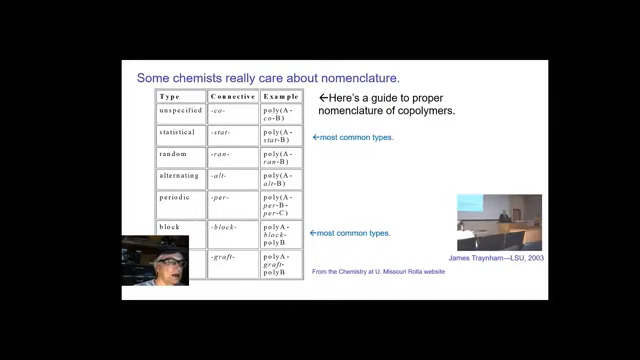 Some chemists really care about nomenclature.
Type Connective Example
unspecified -co- poly(A-
co-B)
statistical -stat- poly(A-
stat-B)
random -ran- poly(A-
ran-B)
alternating -alt- poly(A-
alt-B)
periodic -per- poly(A-
per-B-
per-C)
block -block- polyA-
block-
polyB
-graft- polyA-
graft-
polyB
←Here's a guide to proper
nomenclature of copolymers.
←most common types.
←most common types.
James Traynham—LSU, 2003
From the Chemistry at U. Missouri Rolla website